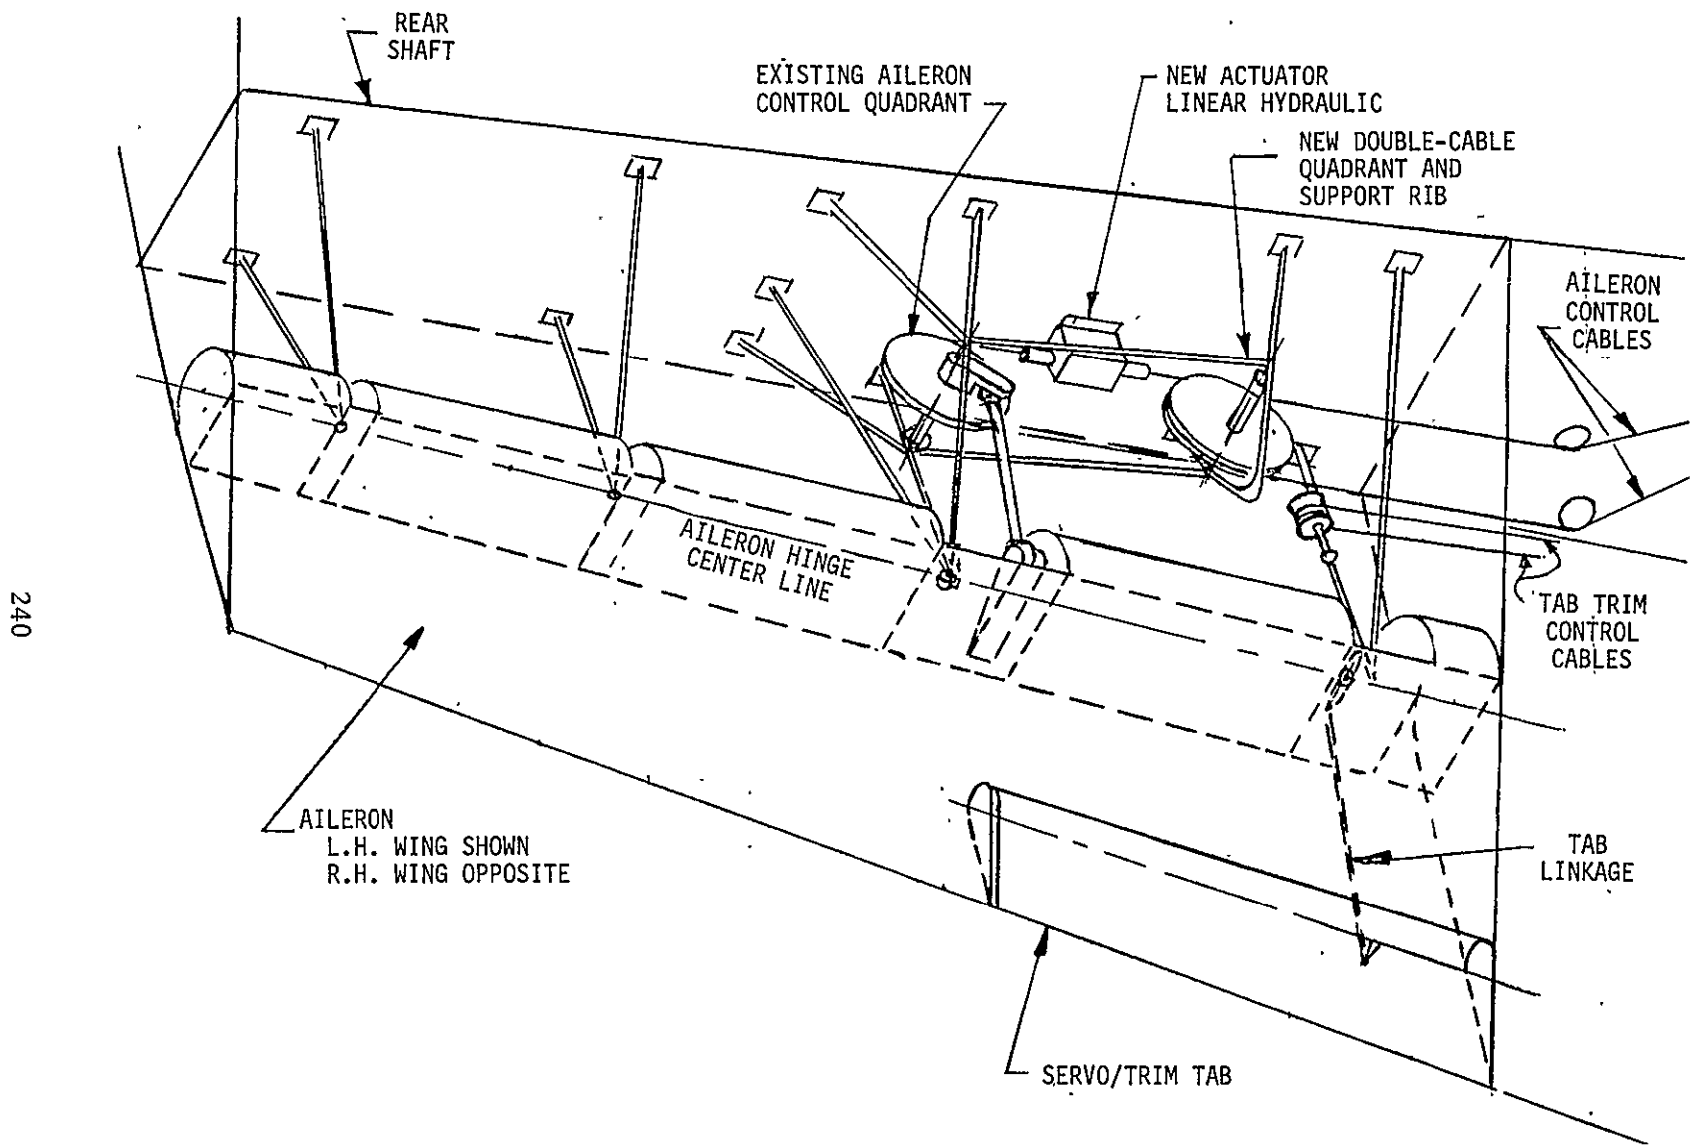 REAR
SHAFT
EXISTING AILERON
CONTROL QUADRANT
NEW ACTUATOR
LINEAR HYDRAULIC
NEW DOUBLE-CABLE
QUADRANT AND
SUPPORT RIB
AILERON
CONTROL
CABLES
AILERON HINGE
CENTER LINE
TAB TRIM
CONTROL
CABLES
AILERON
L.H. WING SHOWN
R.H. WING OPPOSITE
TAB
LINKAGE
SERVO/TRIM TAB
240